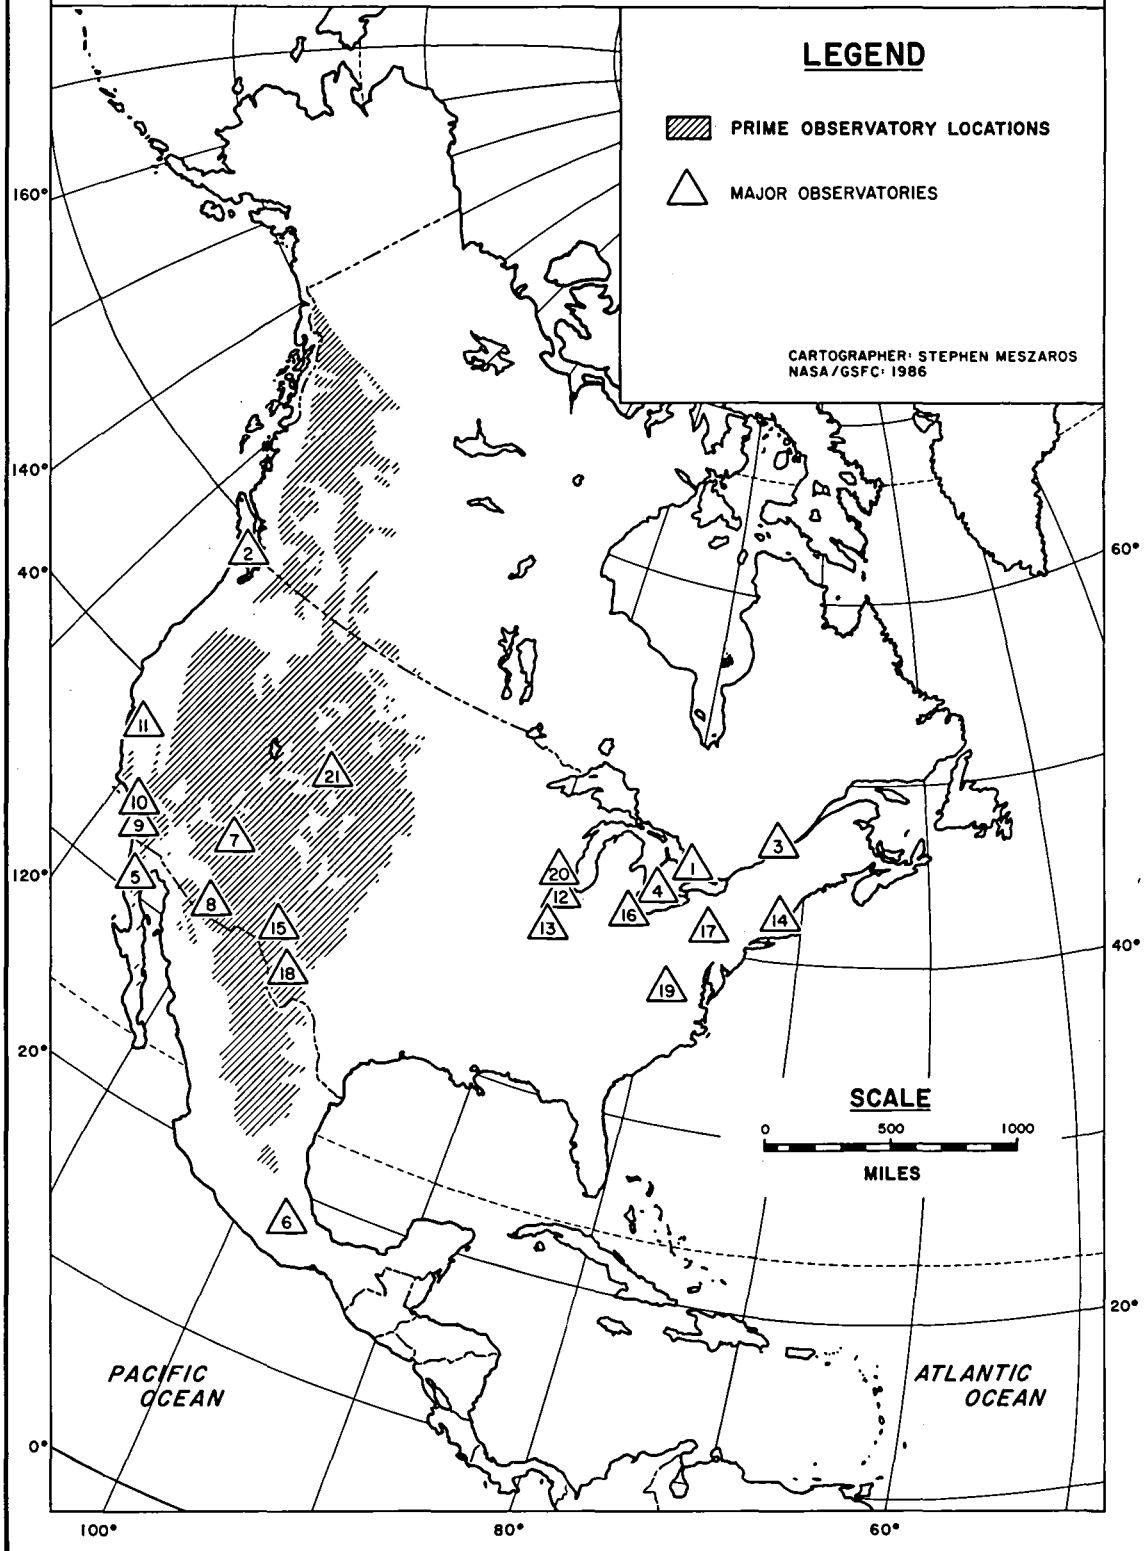 LEGEND
PRIME OBSERVATORY LOCATIONS
MAJOR OBSERVATORIES
CARTOGRAPHER: STEPHEN MESZAROS
NASA/GSFC: 1986
160°
140°
2
40°
60°
11
21
10
9
7
3
120°
5
20
1
4
8
12
16
13
15
17
14
40°
18
19
20°
SCALE
0 500 1000
MILES
6
20°
PACIFIC
OCEAN
ATLANTIC
OCEAN
0°
100° 80° 60°